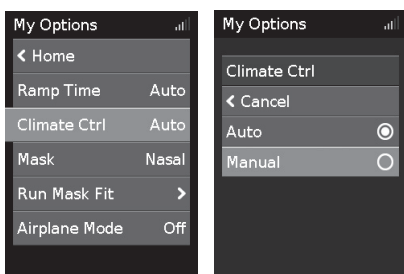 My Options
< Home
Ramp Time Auto
Climate Ctrl Auto
Mask Nasal
Run Mask Fit >
Airplane Mode Off
My Options
Climate Ctrl
< Cancel
Auto
Manual